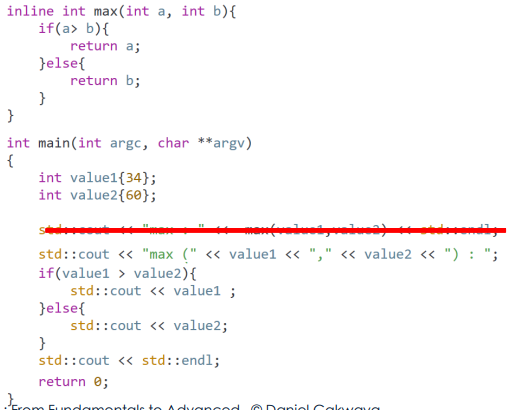 inline int max(int a, int b){
if(a> b){
return a;
}else{
return b;
}
}
int main(int argc, char **argv)
{
int value1{34};
int value2{60};
std::cout << "max : " << max(value1,value2) << std::endl;
std::cout << "max (" << value1 << "," << value2 << ") : ";
if(value1 > value2){
std::cout << value1 ;
}else{
std::cout << value2;
}
std::cout << std::endl;
return 0;
}
: From Fundamentals to Advanced © Daniel Gakwaya